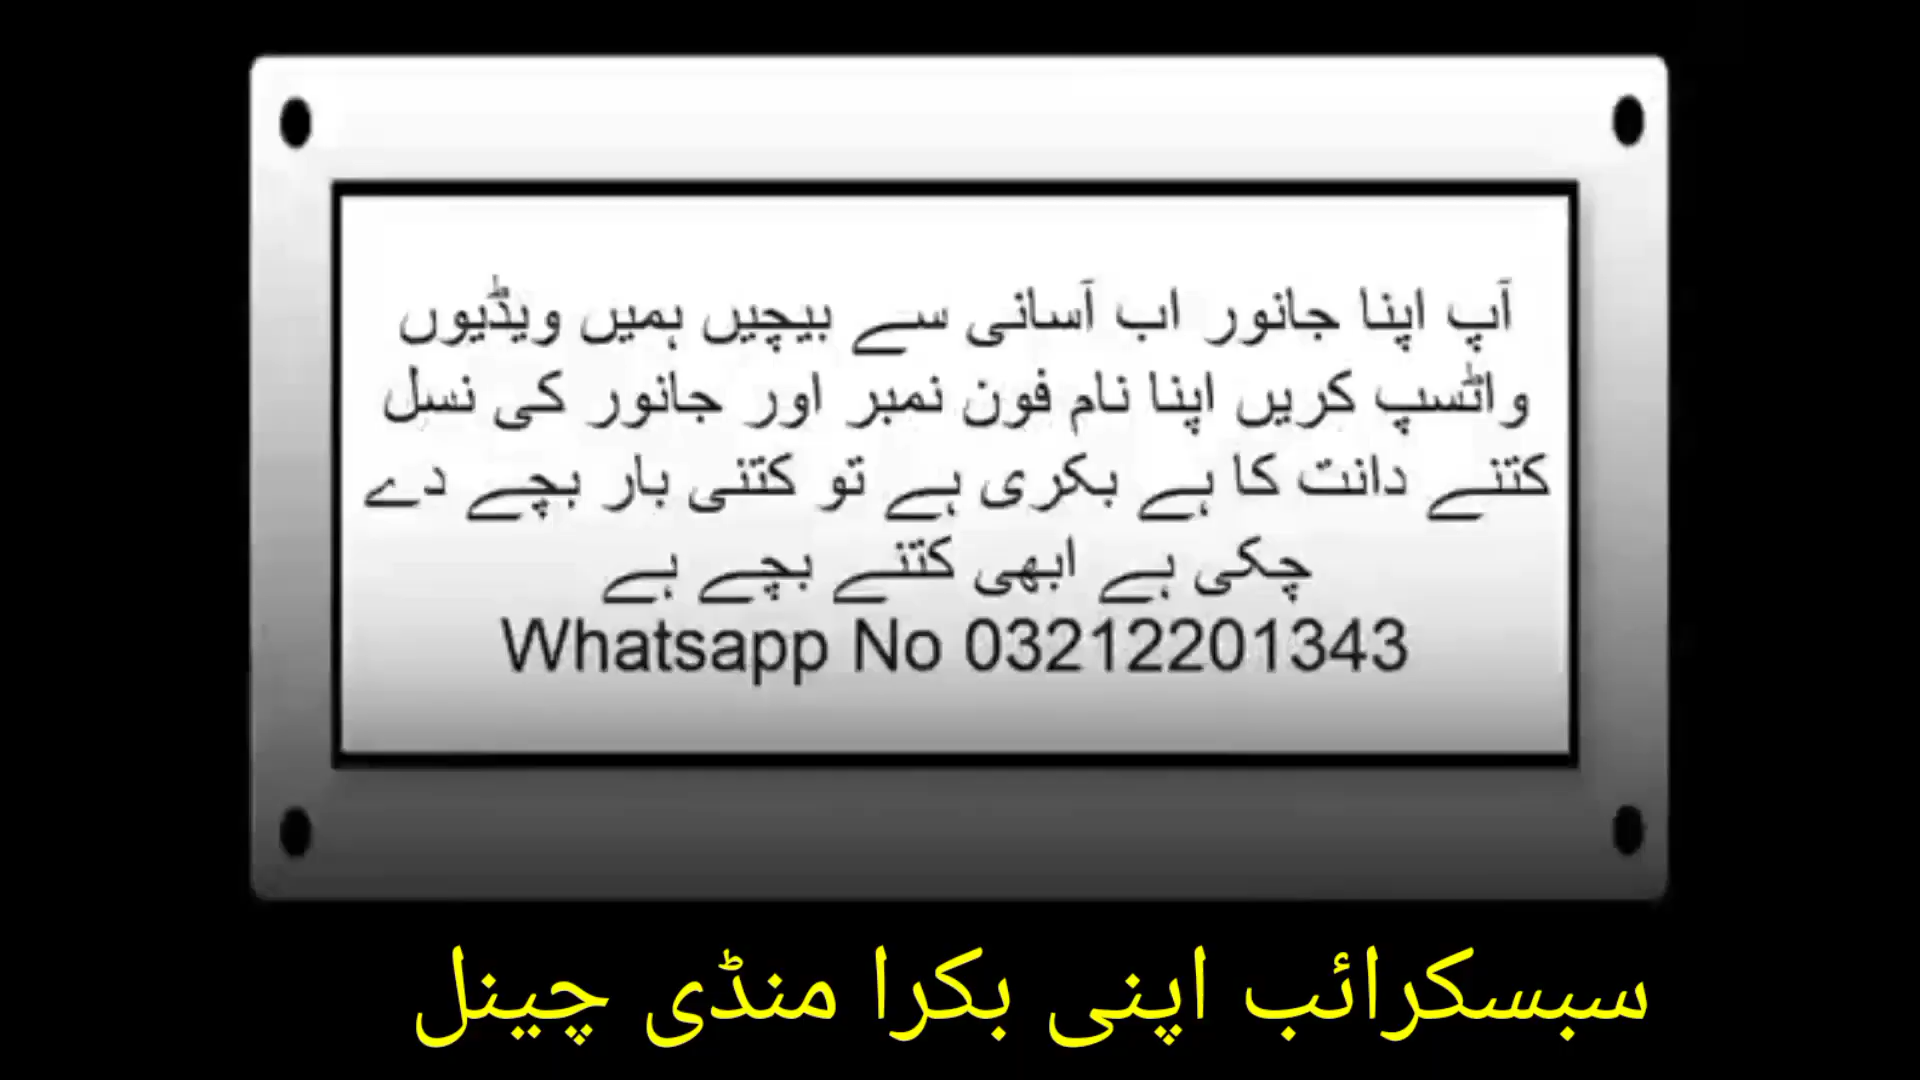 آپ اپنا جانور اب آسانی سے بیچیں ہمیں ویڈیوں
واٹسپ کریں اپنا نام فون نمبر اور جانور کی نسل
کتنے دانت کا ہے بکری ہے تو کتنی بار بچے دے
چکی ہے ابھی کتنے بچے ہے
Whatsapp No 03212201343
سبسکرائب اپنی بکرا منڈی چینل